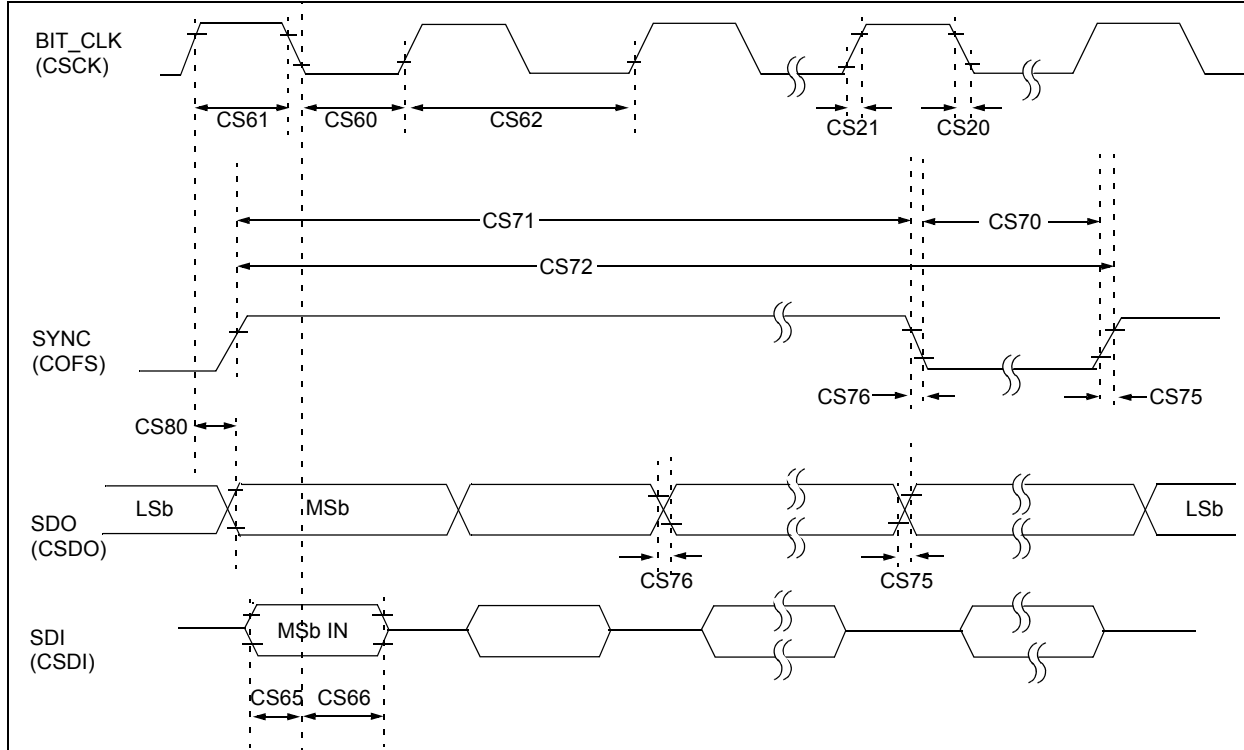 BIT_CLK
(CSCK)
CS61
CS60
CS62
CS21
CS20
CS71
CS70
CS72
SYNC
(COFS)
CS76
CS75
CS80
LSb
MSb
LSb
SDO
(CSDO)
CS76
CS75
MSb IN
SDI
(CSDI)
CS65
CS66